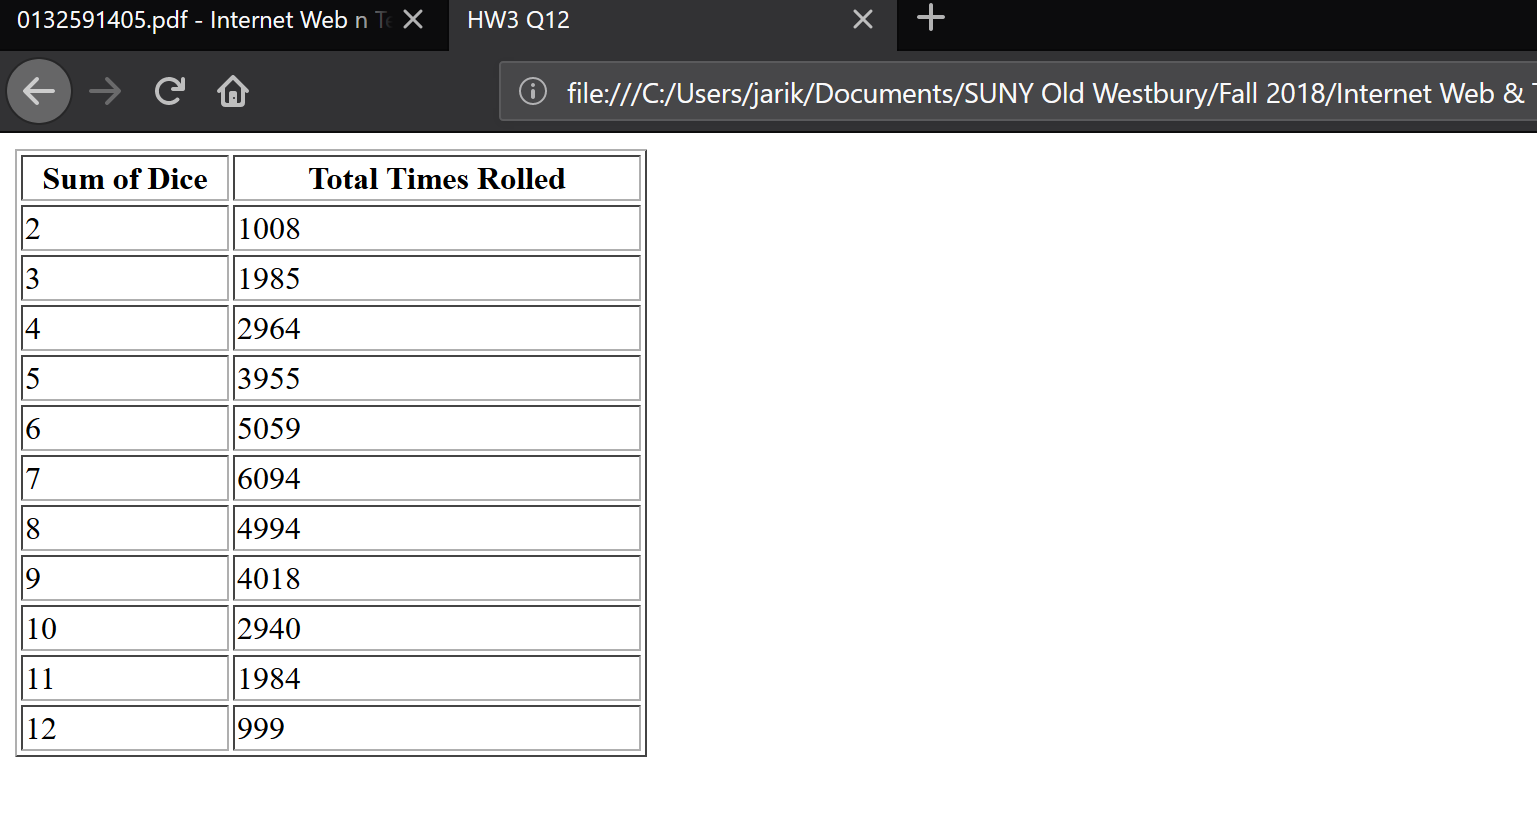 0132591405.pdf - Internet Web n
HW3 Q12
file:///C:/Users/jarik/Documents/SUNY Old Westbury/Fall 2018/Internet Web &
Sum of Dice Total Times Rolled
2 1008
3 1985
4 2964
5 3955
6 5059
7 6094
8 4994
9 4018
10 2940
11 1984
12 999